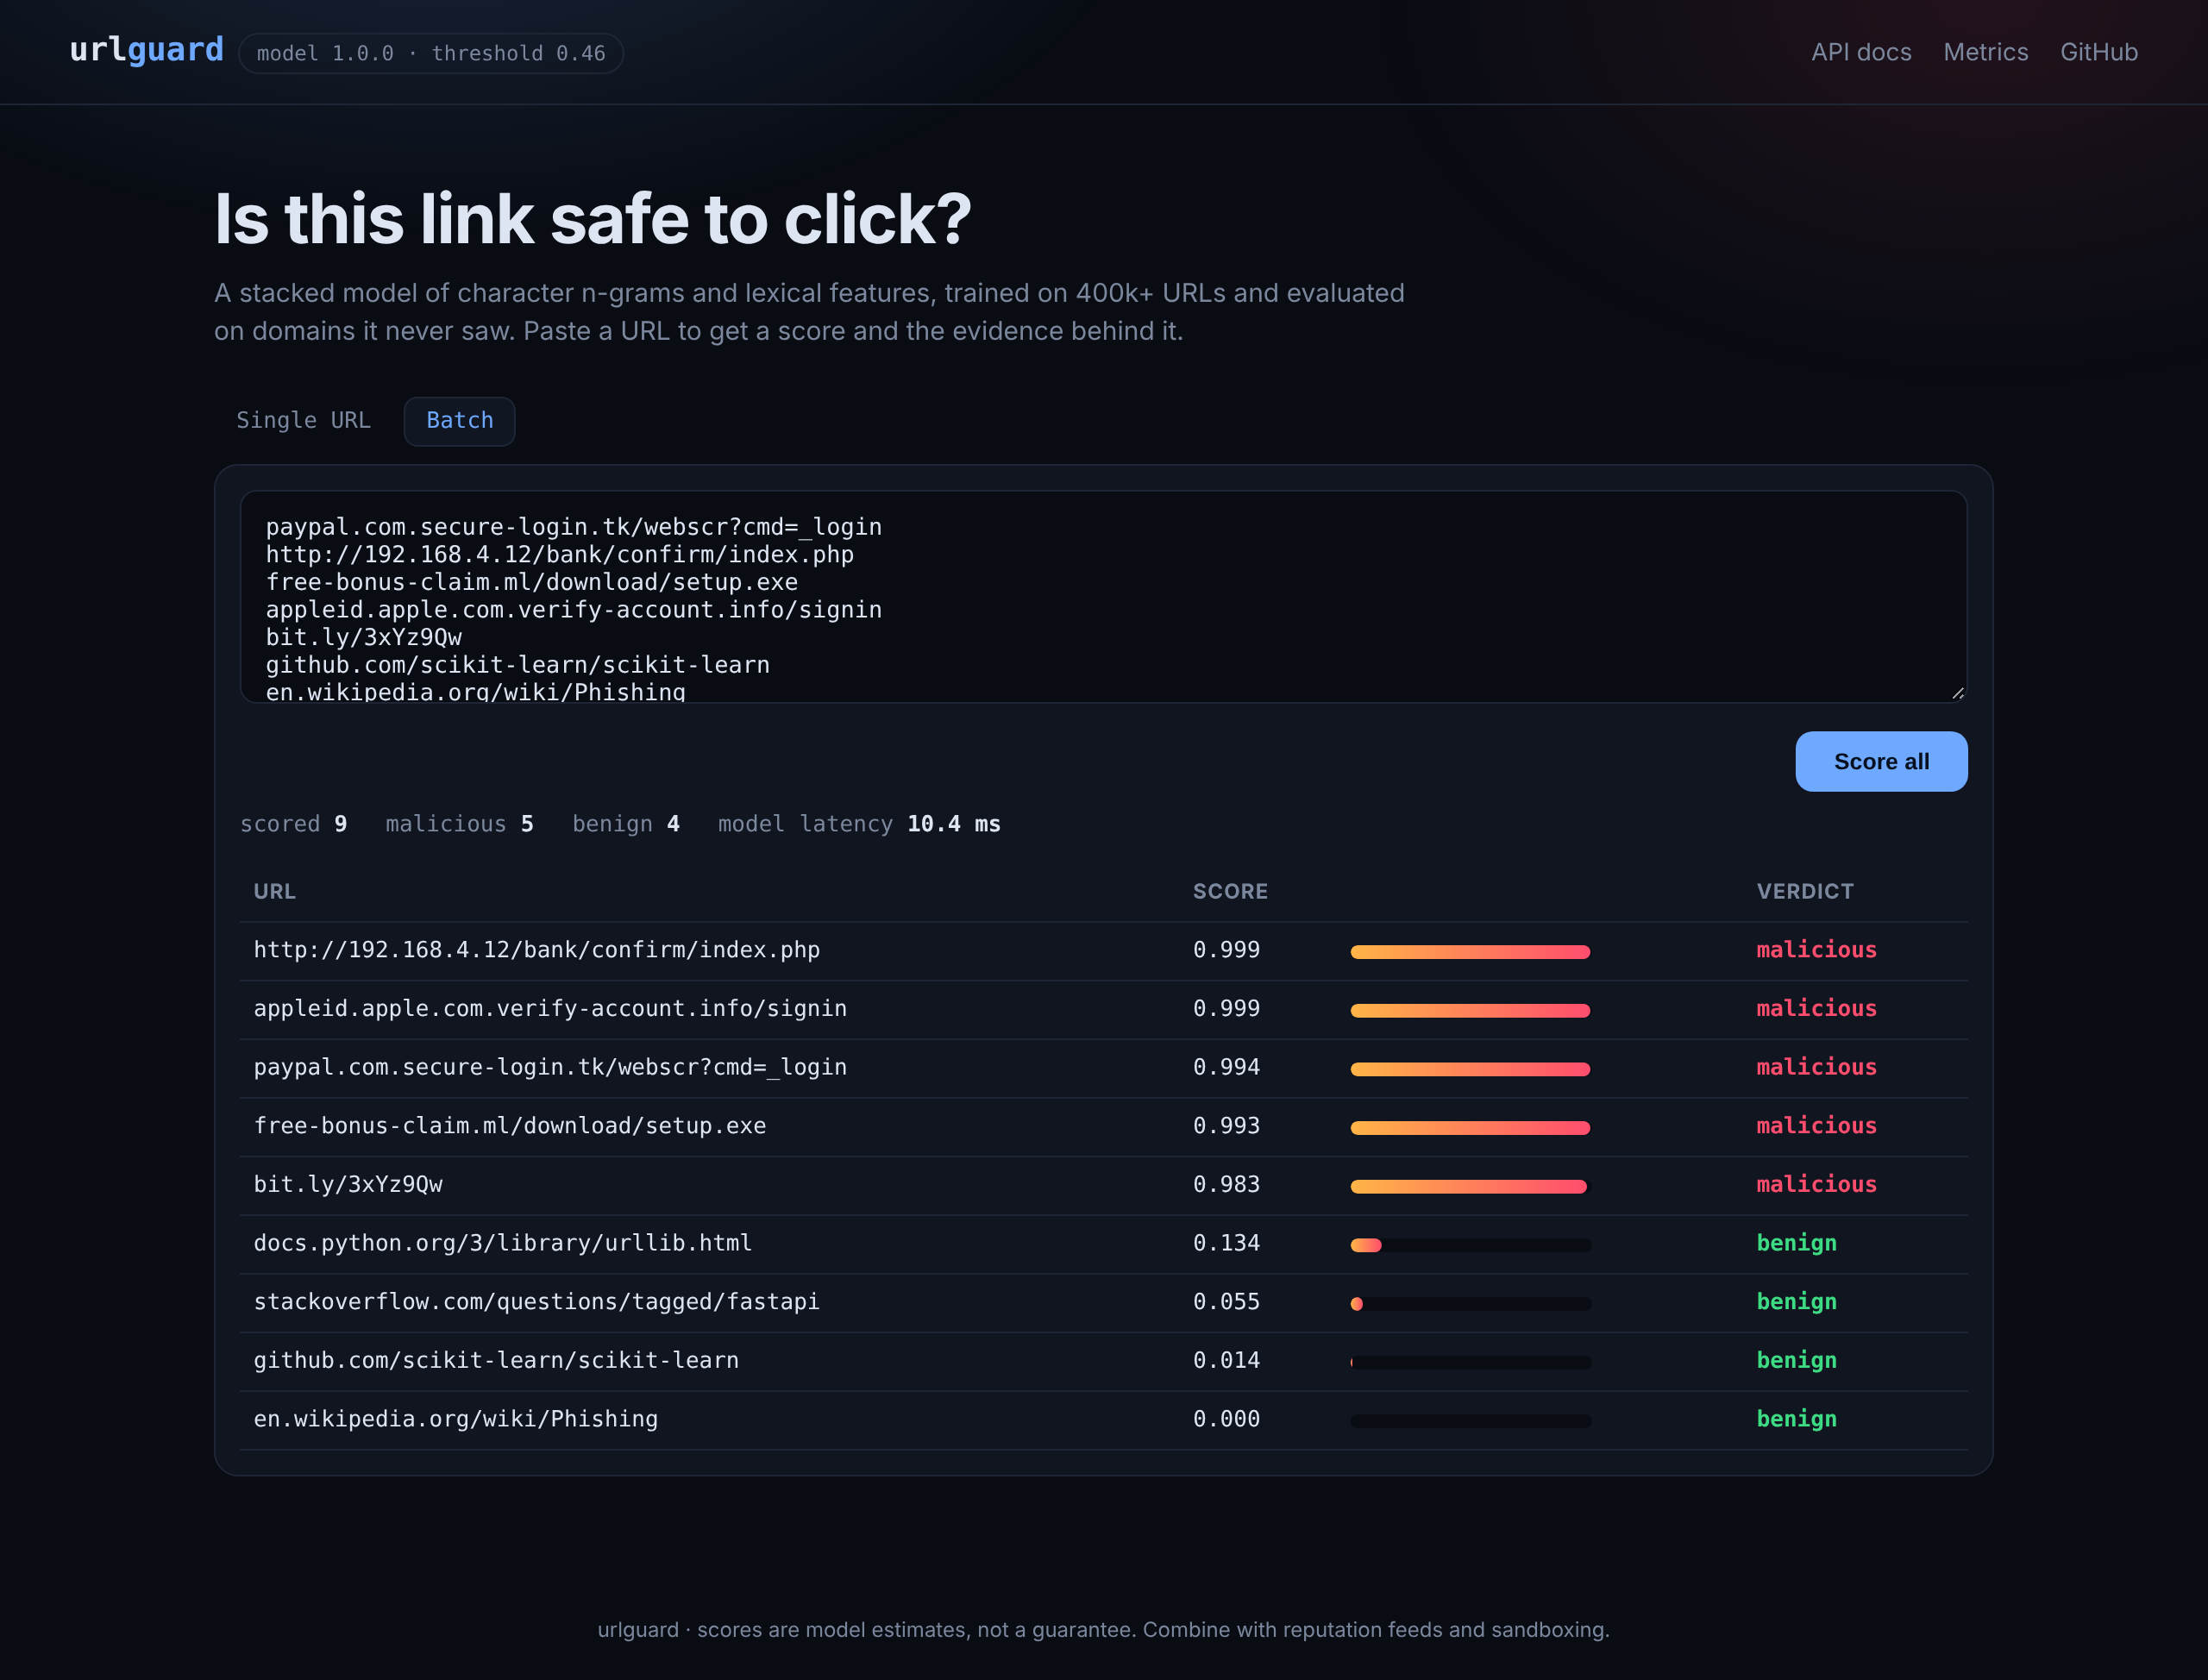 urlguard model 1.0.0 · threshold 0.46 API docs Metrics GitHub
Is this link safe to click?
A stacked model of character n-grams and lexical features, trained on 400k+ URLs and evaluated
on domains it never saw. Paste a URL to get a score and the evidence behind it.
Single URL Batch
paypal.com.secure-login.tk/webscr?cmd=_login
http://192.168.4.12/bank/confirm/index.php
free-bonus-claim.ml/download/setup.exe
appleid.apple.com.verify-account.info/signin
bit.ly/3xYz9Qw
github.com/scikit-learn/scikit-learn
en.wikipedia.org/wiki/Phishing
Score all
scored 9 malicious 5 benign 4 model latency 10.4 ms
URL SCORE VERDICT
http://192.168.4.12/bank/confirm/index.php 0.999 malicious
appleid.apple.com.verify-account.info/signin 0.999 malicious
paypal.com.secure-login.tk/webscr?cmd=_login 0.994 malicious
free-bonus-claim.ml/download/setup.exe 0.993 malicious
bit.ly/3xYz9Qw 0.983 malicious
docs.python.org/3/library/urllib.html 0.134 benign
stackoverflow.com/questions/tagged/fastapi 0.055 benign
github.com/scikit-learn/scikit-learn 0.014 benign
en.wikipedia.org/wiki/Phishing 0.000 benign
urlguard · scores are model estimates, not a guarantee. Combine with reputation feeds and sandboxing.